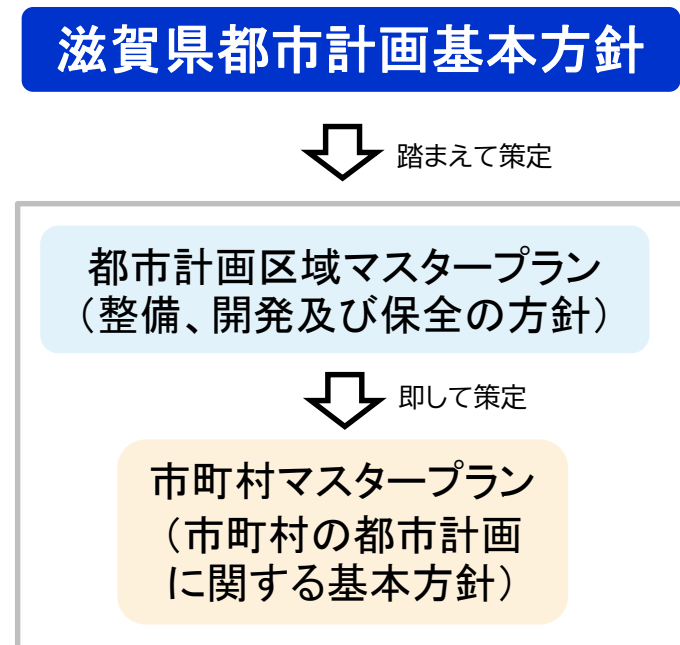 滋賀県都市計画基本方針
踏まえて策定
都市計画区域マスタープラン
（整備、開発及び保全の方針）
即して策定
市町村マスタープラン
（市町村の都市計画
に関する基本方針）